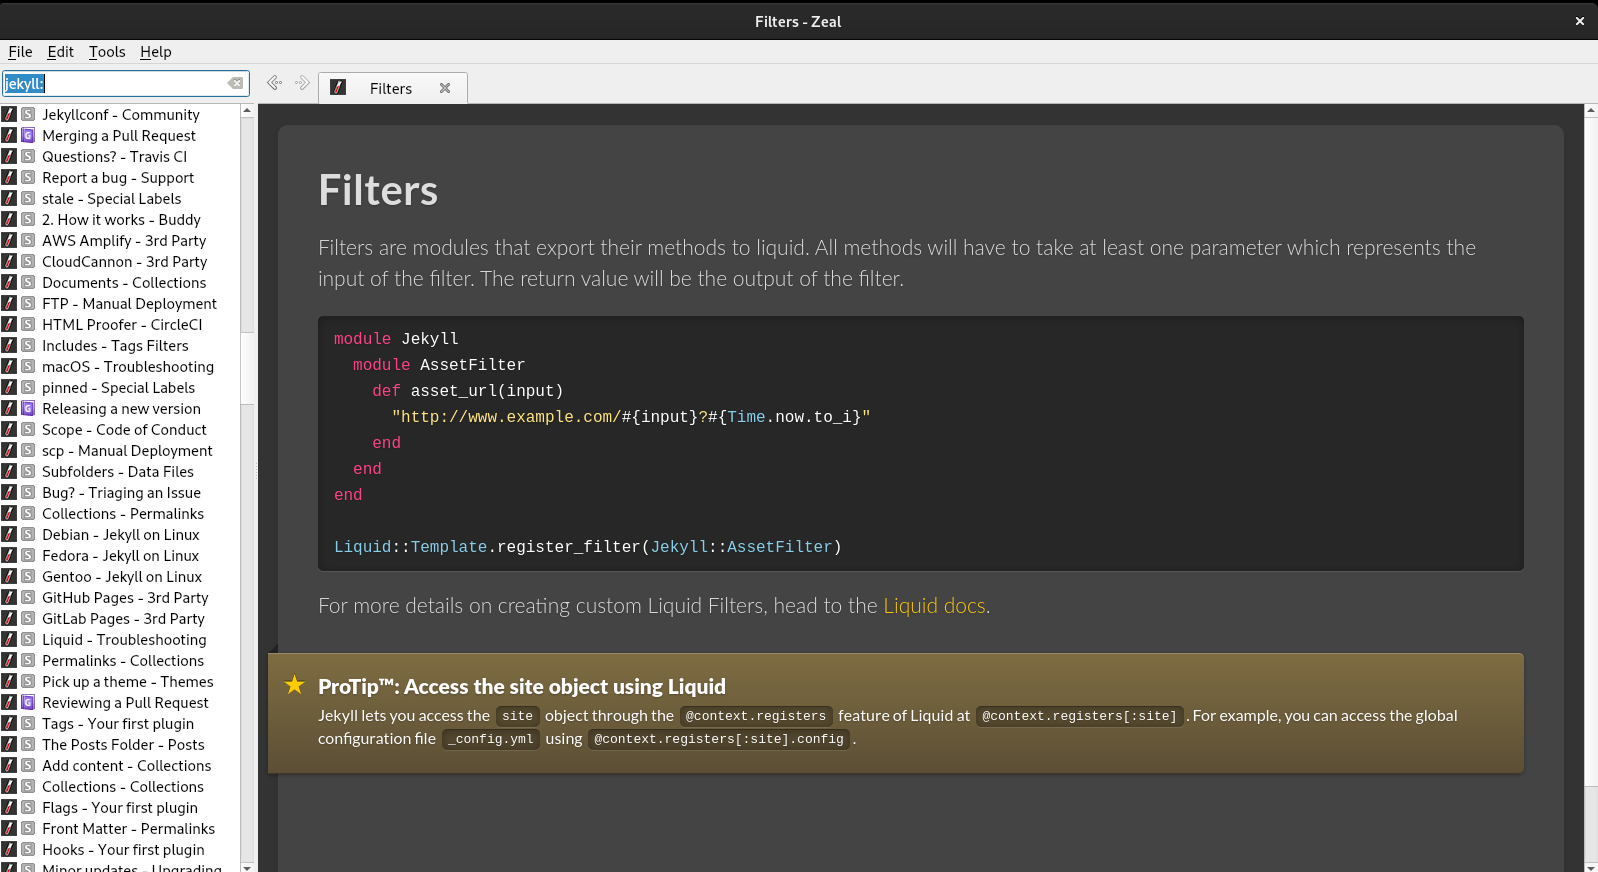 Filters - Zeal
File Edit Tools Help
jekyll:
Filters
Jekyllconf - Community
Merging a Pull Request
Questions? - Travis CI
Report a bug - Support
stale - Special Labels
2. How it works - Buddy
AWS Amplify - 3rd Party
CloudCannon - 3rd Party
Documents - Collections
FTP - Manual Deployment
HTML Proofer - CircleCI
Includes - Tags Filters
macOS - Troubleshooting
pinned - Special Labels
Releasing a new version
Scope - Code of Conduct
scp - Manual Deployment
Subfolders - Data Files
Bug? - Triaging an Issue
Collections - Permalinks
Debian - Jekyll on Linux
Fedora - Jekyll on Linux
Gentoo - Jekyll on Linux
GitHub Pages - 3rd Party
GitLab Pages - 3rd Party
Liquid - Troubleshooting
Permalinks - Collections
Pick up a theme - Themes
Reviewing a Pull Request
Tags - Your first plugin
The Posts Folder - Posts
Add content - Collections
Collections - Collections
Flags - Your first plugin
Front Matter - Permalinks
Hooks - Your first plugin
Minor updates - Upgrading
Filters
Filters are modules that export their methods to liquid. All methods will have to take at least one parameter which represents the
input of the filter. The return value will be the output of the filter.
module Jekyll
  module AssetFilter
    def asset_url(input)
      "http://www.example.com/#{input}?#{Time.now.to_i}"
    end
  end
end
Liquid::Template.register_filter(Jekyll::AssetFilter)
For more details on creating custom Liquid Filters, head to the Liquid docs.
ProTip™: Access the site object using Liquid
Jekyll lets you access the site object through the @context.registers feature of Liquid at @context.registers[:site]. For example, you can access the global
configuration file _config.yml using @context.registers[:site].config.